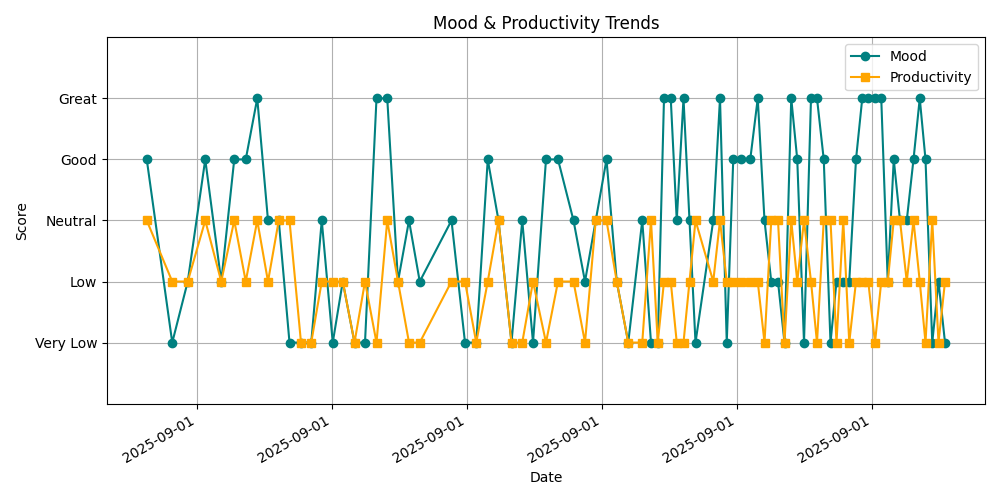 Mood & Productivity Trends
Mood
Productivity
Great
Good
Neutral
Low
Very Low
Score
2025-09-01
2025-09-01
2025-09-01
2025-09-01
2025-09-01
2025-09-01
Date